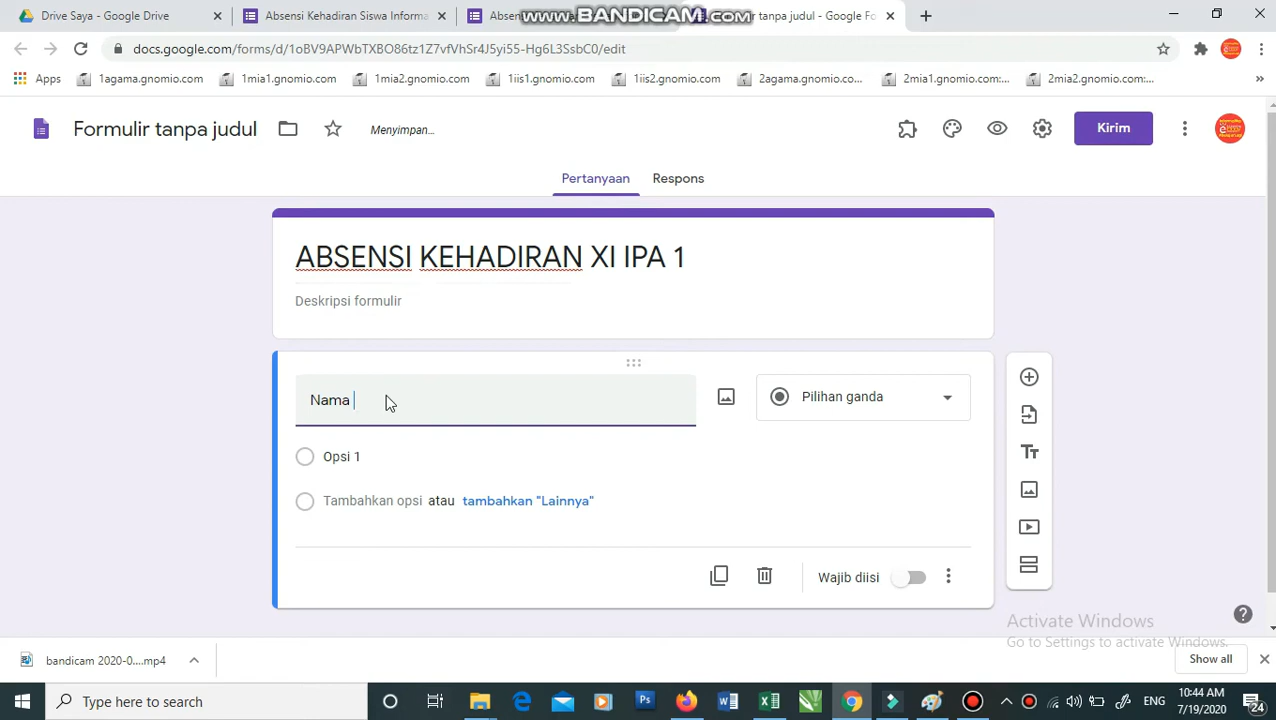 Drive Saya - Google Drive
Absensi Kehadiran Siswa Informa
Abse
www.BANDICAM.com
r tanpa judul - Google Fo
docs.google.com/forms/d/1oBV9APWbTXBO86tz1Z7vfVhSr4J5yi55-Hg6L3SsbC0/edit
Apps
1agama.gnomio.com
1mia1.gnomio.com
1mia2.gnomio.com
1iis1.gnomio.com
1iis2.gnomio.com
2agama.gnomio.co...
2mia1.gnomio.com:...
2mia2.gnomio.com:...
Formulir tanpa judul
Menyimpan...
Kirim
Pertanyaan
Respons
ABSENSI KEHADIRAN XI IPA 1
Deskripsi formulir
Nama
Pilihan ganda
Opsi 1
Tambahkan opsi atau tambahkan "Lainnya"
Wajib diisi
Activate Windows
Go to Settings to activate Windows.
bandicam 2020-0....mp4
Show all
Type here to search
ENG
10:44 AM
7/19/2020
24